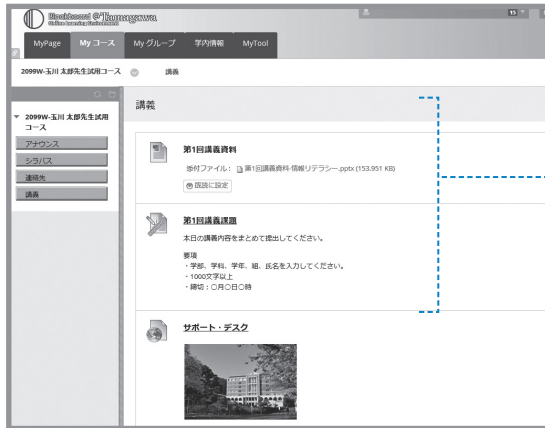 Blackboard @ Tamagawa
Online Learning Environment
15
MyPage
My コース
My グループ
学内情報
MyTool
2099W-玉川 太郎先生試用コース
講義
2099W-玉川 太郎先生試用
コース
アナウンス
シラバス
連絡先
講義
講義
第1回講義資料
添付ファイル： 第1回講義資料-情報リテラシー.pptx (153.951 KB)
既読に設定
第1回講義課題
本日の講義内容をまとめて提出してください。
要項
・学部、学科、学年、組、氏名を入力してください。
・1000文字以上
・締切：〇月〇日〇時
サポート・デスク